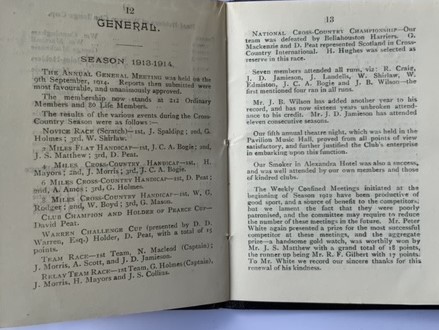 12
GENERAL.
SEASON 1913-1914.
THE ANNUAL GENERAL MEETING was held on the
9th September, 1914. Reports then submitted were
most favourable, and unanimously approved.
The membership now stands at 212 Ordinary
Members and 20 Life Members.
The results of the various events during the Cross-
Country Season were as follows :—
NOVICE RACE (Scratch)—1st, J. Spalding; 2nd, G.
Holmes; 3rd, W. Shirlaw.
3 MILES FLAT HANDICAP—1st, J. C. A. Bogie; 2nd, J.
S. Matthew; 3rd, D. Peat.
4 MILES CROSS-COUNTRY HANDICAP—1st, H.
Mayors; 2nd, J. Morris; 3rd, J. C. A. Bogie.
6 MILES CROSS-COUNTRY HANDICAP—1st, D. Peat;
2nd, A. Amos; 3rd, G. Holmes.
MILES CROSS-COUNTRY HANDICAP—1st, W. G.
Rodger; 2nd, W. Boyd; 3rd, G. Mason.
CLUB CHAMPION AND HOLDER OF PEARCE CUP—
David Peat.
WARREN CHALLENGE CUP (presented by D. D.
Warren, Esq.) Holder, D. Peat, with a total of 15
points.
TEAM RACE—1st Team, N. Macleod (Captain);
J. Morris, A. Scott, and J. D. Jamieson.
RELAY TEAM RACE—1st Team, G. Holmes (Captain),
J. Morris, H. Mayors and J. S. Collins.
13
NATIONAL CROSS-COUNTRY CHAMPIONSHIP—Our
team was defeated by Bellahouston Harriers. G.
Mackenzie and D. Peat represented Scotland in Cross-
Country International. H. Hughes was selected as
reserve in this race.
Seven members attended all runs, viz: R. Craig,
J. D. Jamieson, J. Landells, W. Shirlaw, W.
Edmiston, J. C. A. Bogie and J. B. Wilson—the
first mentioned four ran in all runs.
Mr. J. B. Wilson has added another year to his
record, and has now sixteen years unbroken attend-
ance to his credit. Mr. J. D. Jamieson has attended
eleven consecutive season.
Our fifth annual theatre night, which was held in the
Pavilion Music Hall, proved from all points of view
satisfactory, and further justified the Club's enterprise
in embarking upon this function.
Our Smoker in Alexandra Hotel was also a success,
and was well attended by our own members and those
of kindred clubs.
The Weekly Confined Meetings initiated at the
beginning of Season 1912 have been productive of
good sport, and a sinence of benefit to the competitors;
but we lament the fact that they were poorly
patronised, and the committee may require to reduce
the number of these meetings in the future. Mr. Peter
White again presented a prize for the most successful
competitor at these meetings, and the aggregate
prize—a handsome gold watch, was worthily won by
Mr. J. S. Matthew with a grand total of 18 points,
the runner up being Mr. R. F. Gilbert with 17 points.
To Mr. White we record our sincere thanks for this
renewal of his kindness.